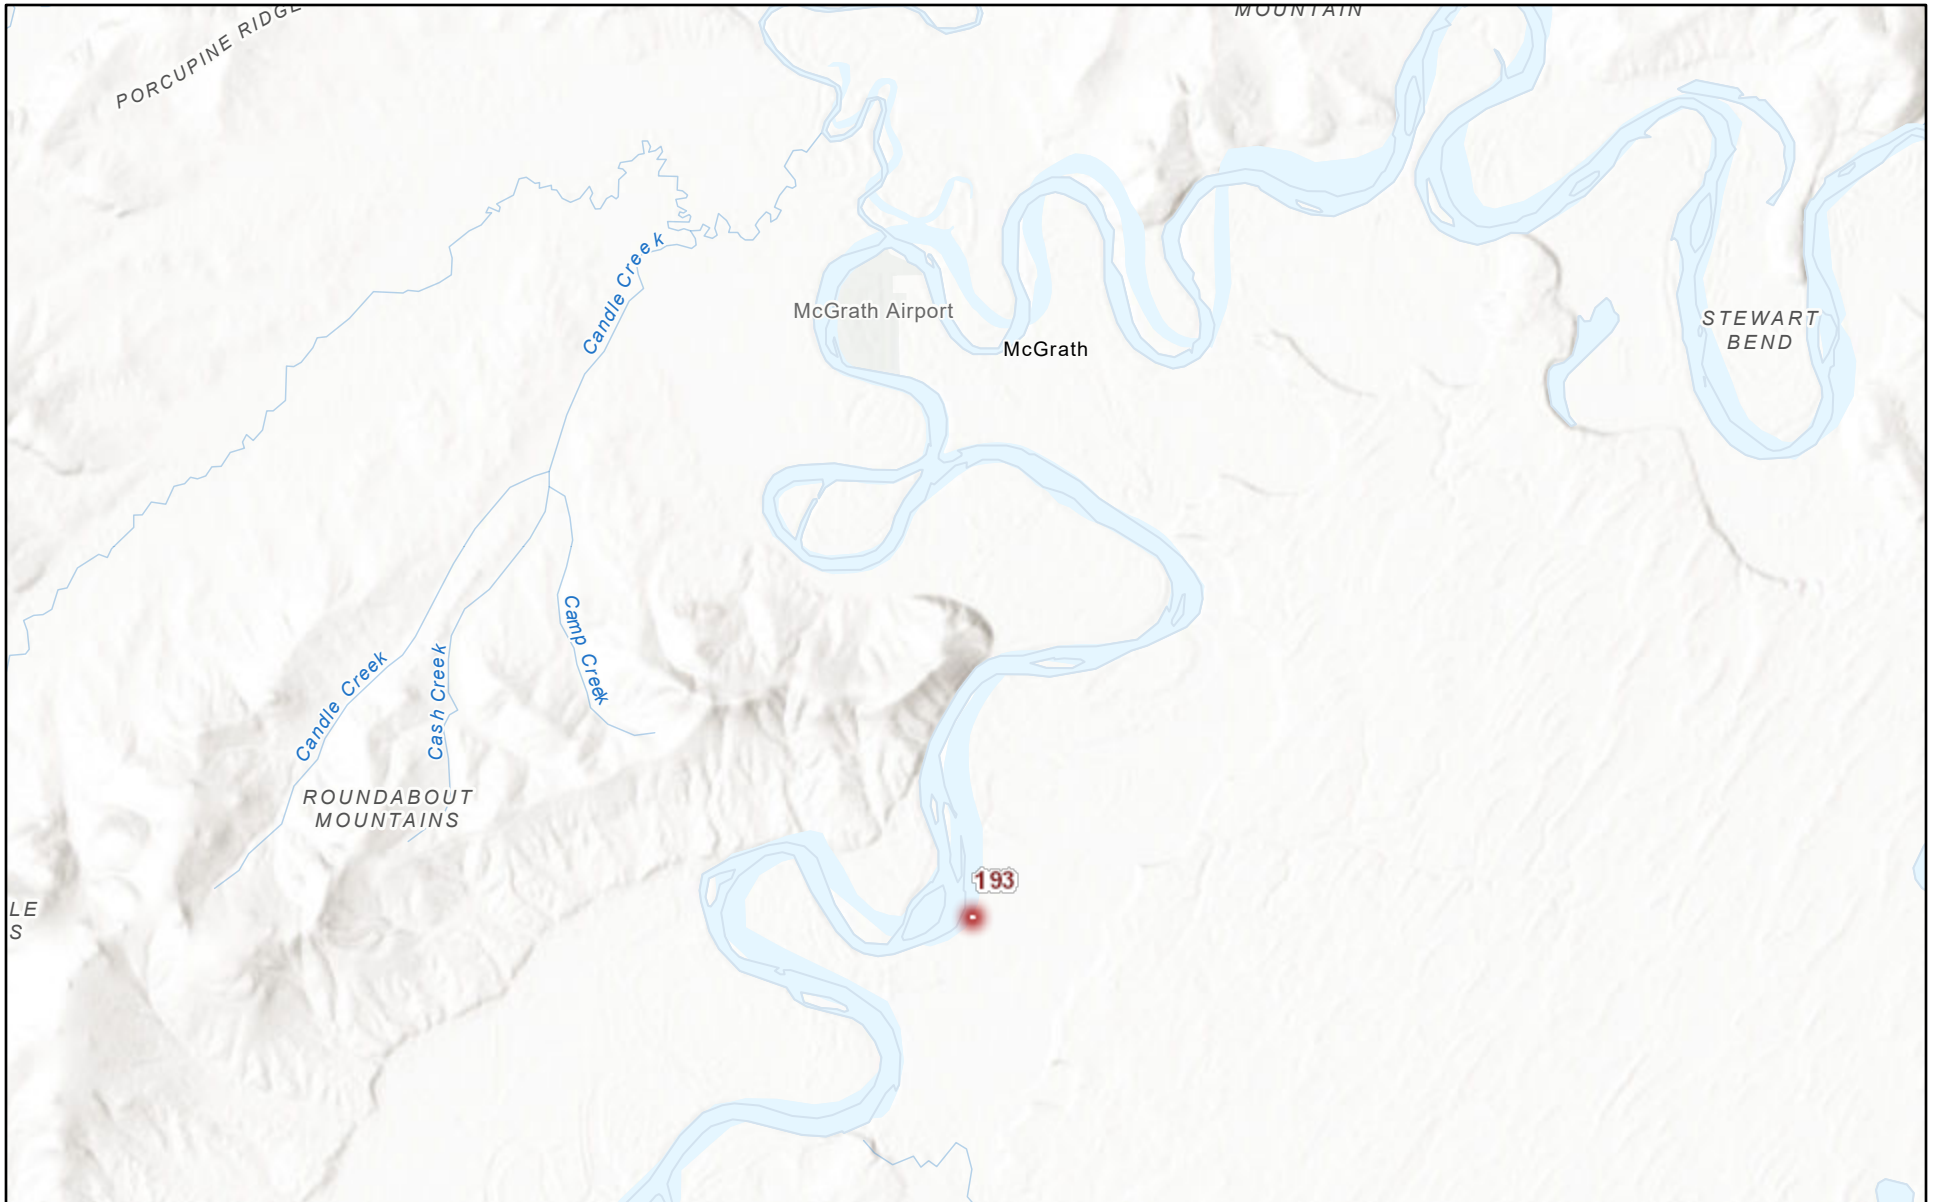 PORCUPINE RIDGE
MOUNTAIN
Candle Creek
McGrath Airport
McGrath
STEWART
BEND
Camp Creek
Candle Creek
Cash Creek
ROUNDABOUT
MOUNTAINS
193
LE
S